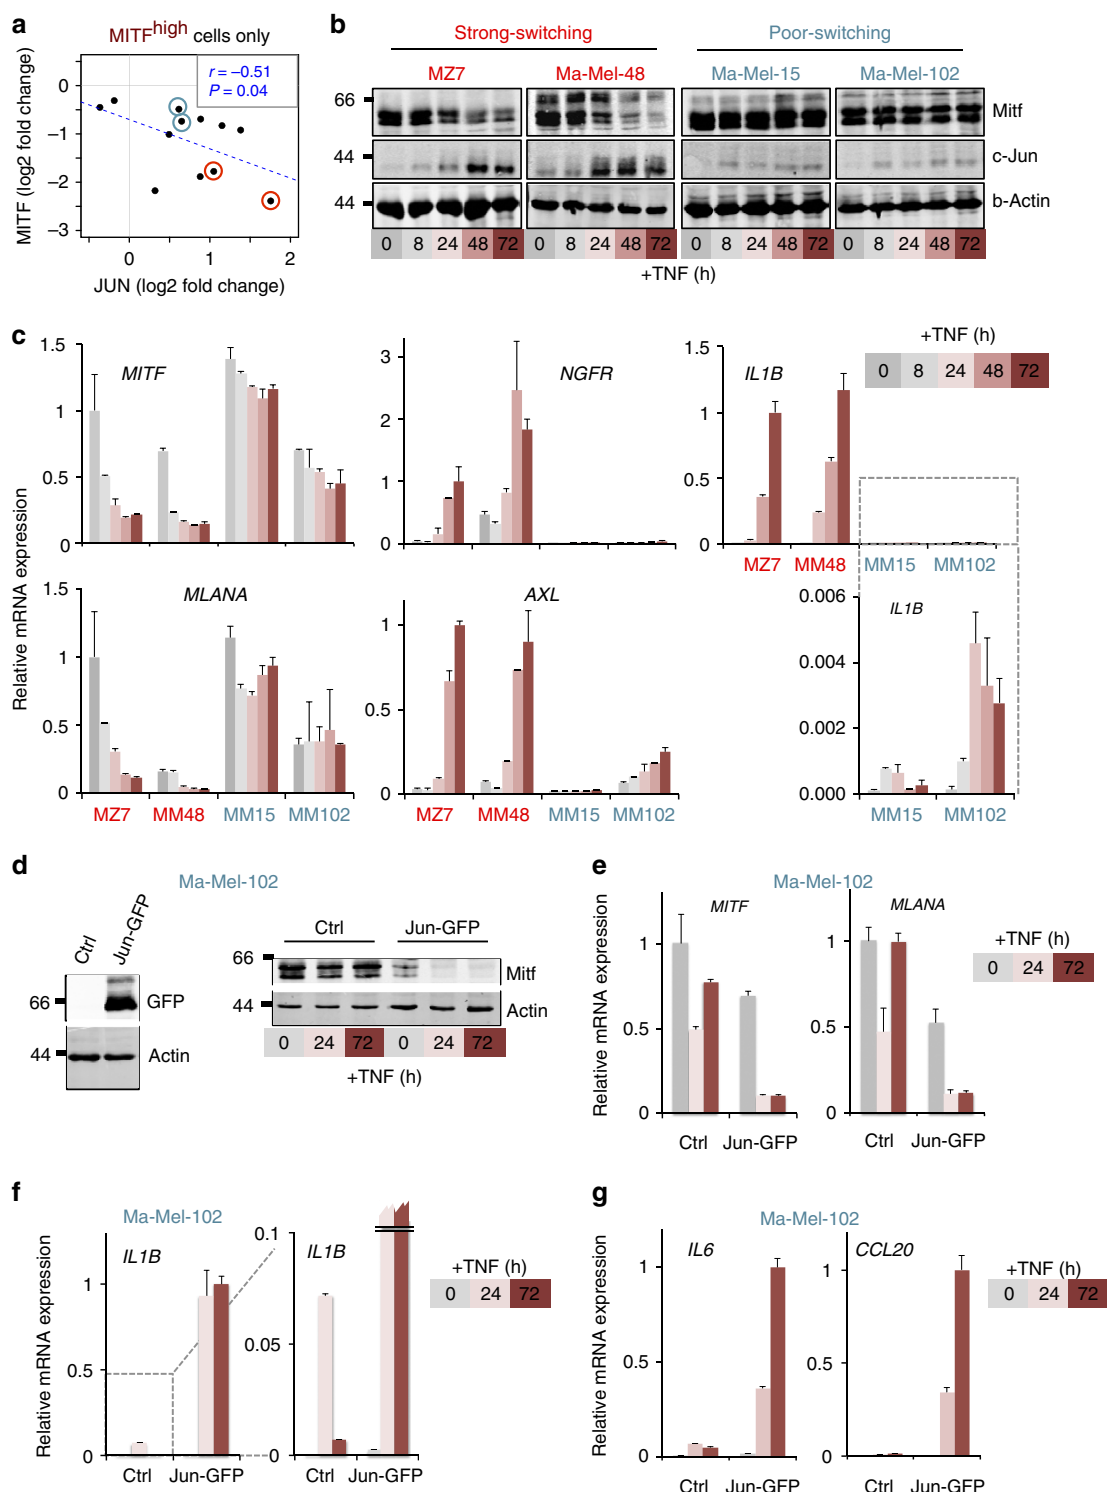 a
MITFhigh cells only
r = –0.51
P = 0.04
0
–1
–2
–3
MITF (log2 fold change)
0 1 2
JUN (log2 fold change)
b
Strong-switching Poor-switching
MZ7 Ma-Mel-48 Ma-Mel-15 Ma-Mel-102
66 Mitf
44 c-Jun
44 b-Actin
0 8 24 48 72 0 8 24 48 72 0 8 24 48 72 0 8 24 48 72
+TNF (h)
c
Relative mRNA expression
1.5
1
0.5
0
MITF
3
2
1
0
NGFR
1.5
1
0.5
0
IL1B
MZ7 MM48 MM15 MM102
+TNF (h)
0 8 24 48 72
1.5
1
0.5
0
MLANA
MZ7 MM48 MM15 MM102
1
0.5
0
AXL
MZ7 MM48 MM15 MM102
0.006
0.004
0.002
0.000
IL1B
MM15 MM102
d
Ma-Mel-102
Ctrl Jun-GFP
66 GFP
44 Actin
Ctrl Jun-GFP
66 Mitf
44 Actin
0 24 72 0 24 72
+TNF (h)
e
Ma-Mel-102
Relative mRNA expression
1
0.5
0
MITF
Ctrl Jun-GFP
1
0.5
0
MLANA
Ctrl Jun-GFP
+TNF (h)
0 24 72
f
Ma-Mel-102
Relative mRNA expression
1
0.5
0
IL1B
Ctrl Jun-GFP
0.1
0.05
0
IL1B
Ctrl Jun-GFP
+TNF (h)
0 24 72
g
Ma-Mel-102
Relative mRNA expression
1
0.5
0
IL6
Ctrl Jun-GFP
1
0.5
0
CCL20
Ctrl Jun-GFP
+TNF (h)
0 24 72